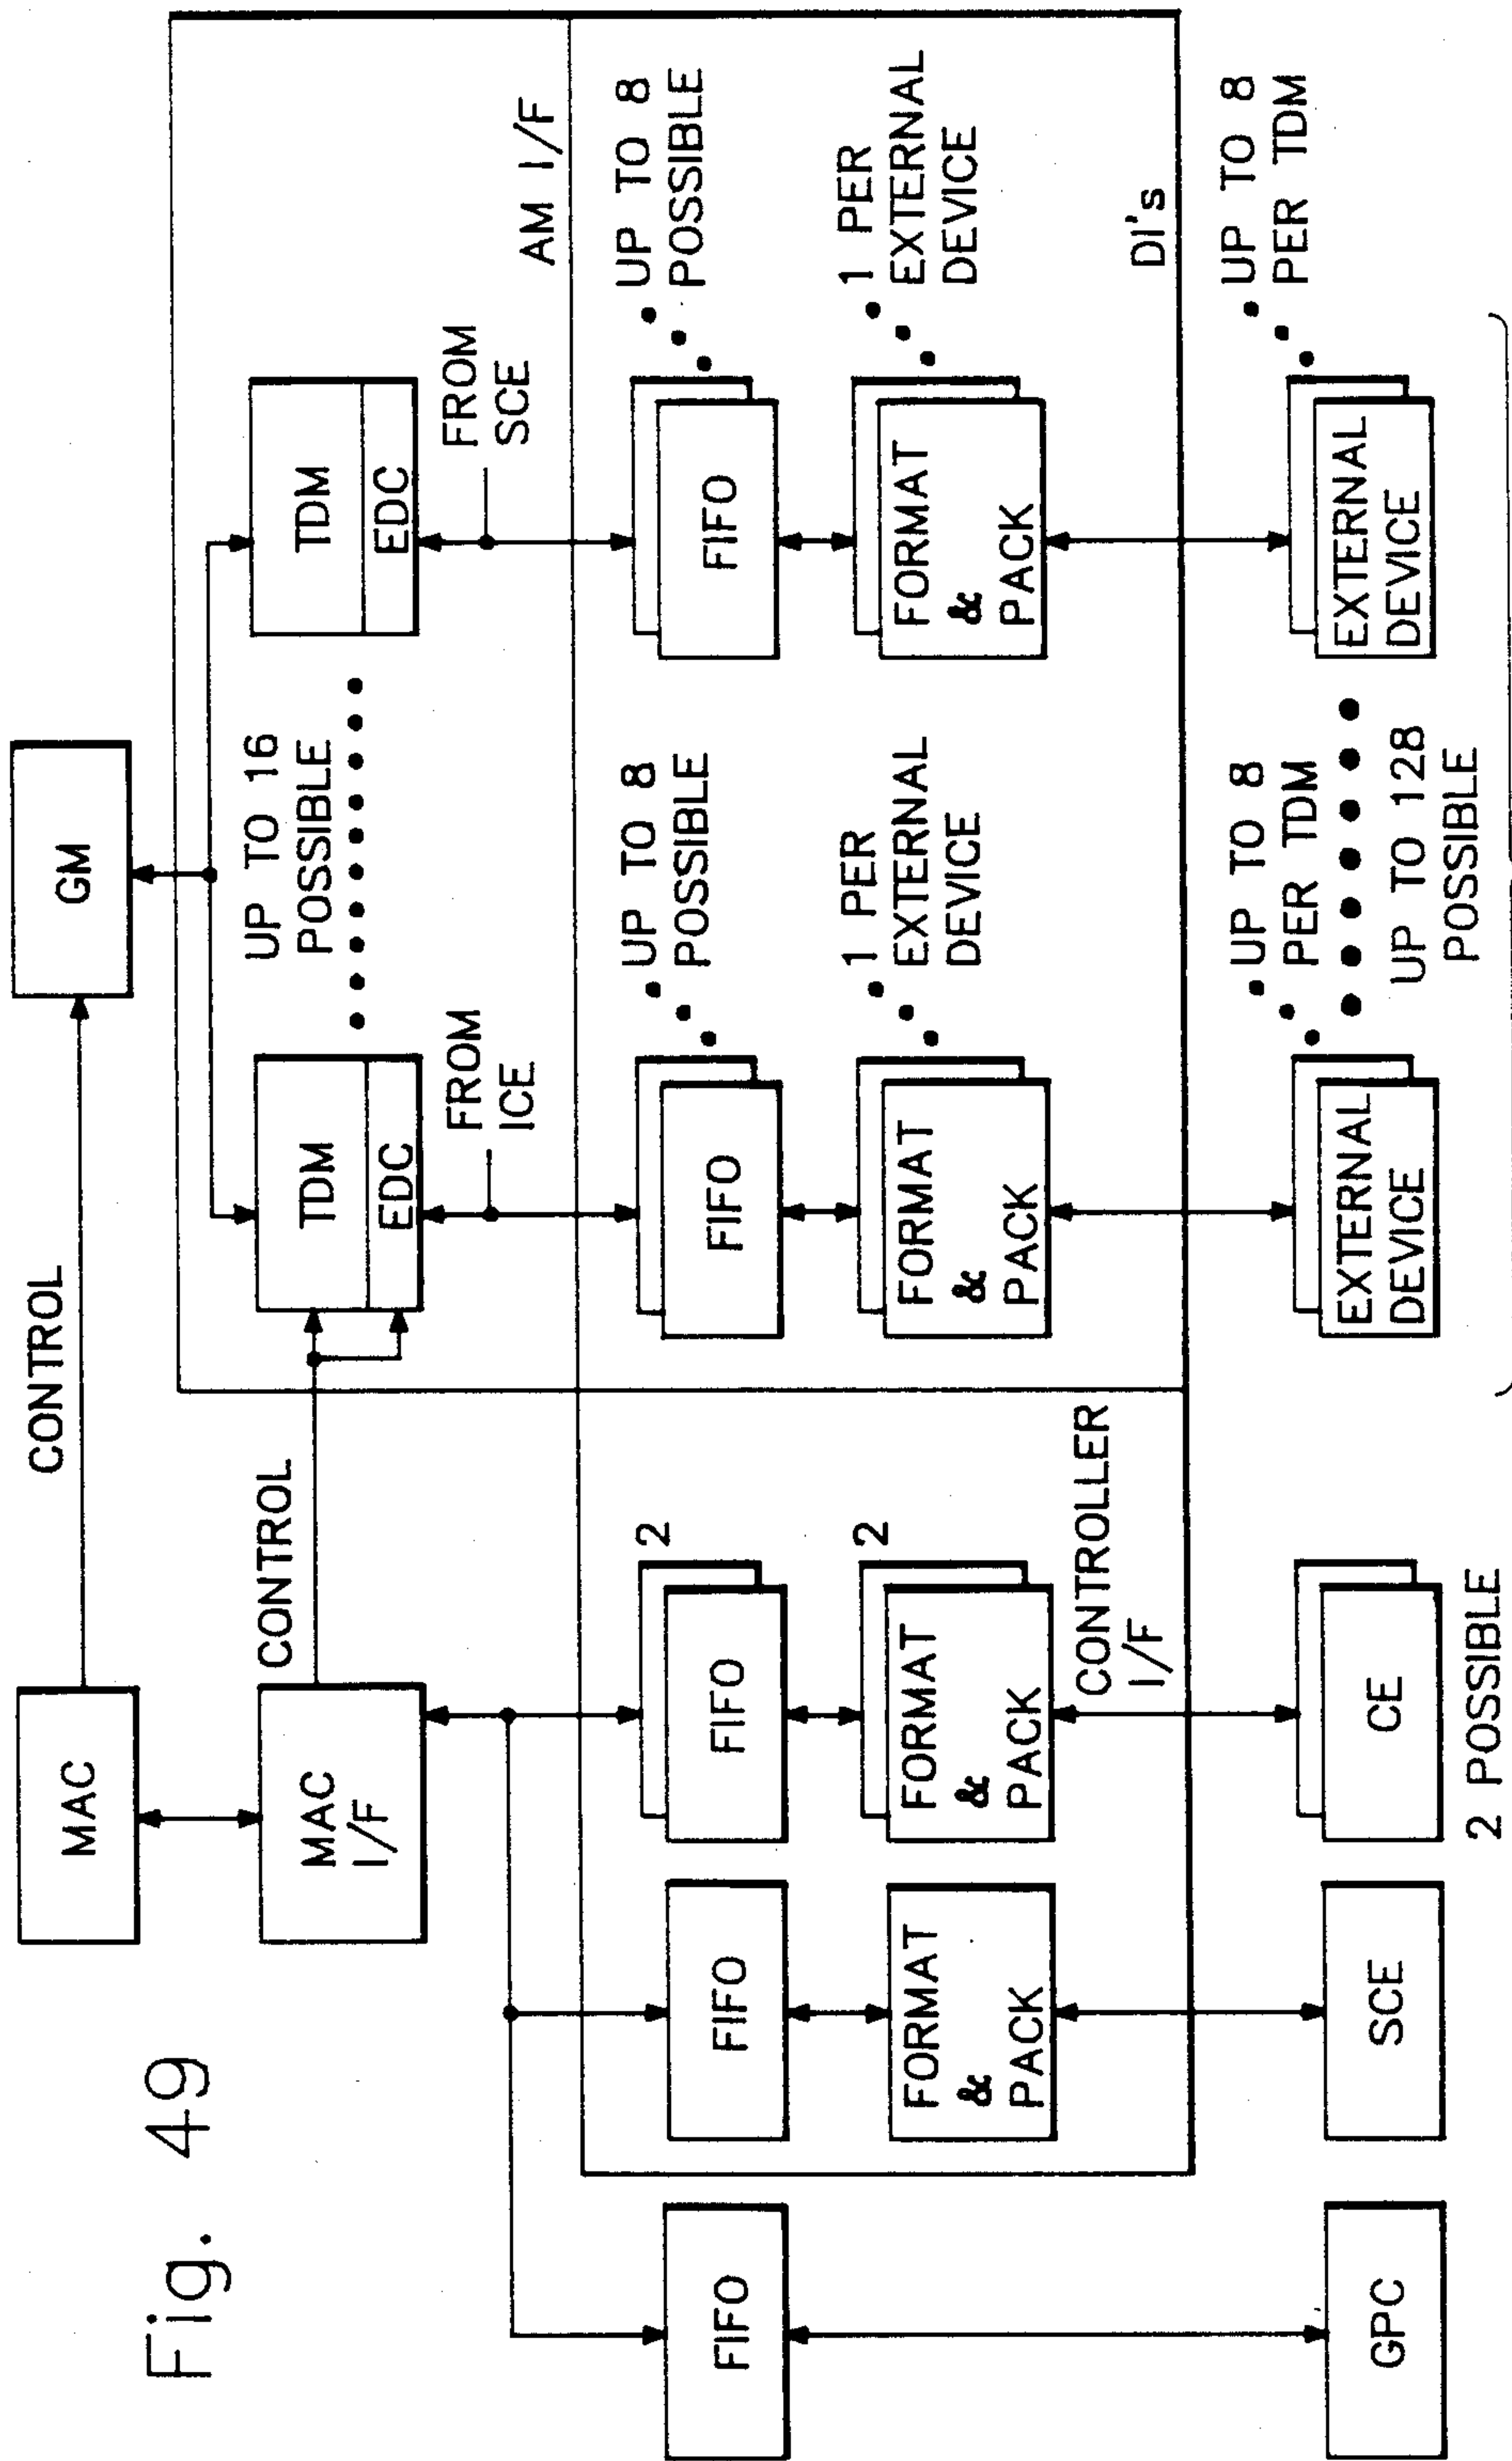 Fig. 49
MAC
CONTROL
GM
MAC
I/F
CONTROL
TDM
EDC
UP TO 16
POSSIBLE
TDM
EDC
FROM
ICE
FROM
SCE
AM I/F
FIFO
FIFO
FIFO
2
FIFO
UP TO 8
POSSIBLE
FIFO
UP TO 8
POSSIBLE
FORMAT
&
PACK
FORMAT
&
PACK
2
FORMAT
&
PACK
1 PER
EXTERNAL
DEVICE
FORMAT
&
PACK
1 PER
EXTERNAL
DEVICE
CONTROLLER
I/F
DI's
GPC
SCE
CE
2 POSSIBLE
EXTERNAL
DEVICE
UP TO 8
PER TDM
UP TO 128
POSSIBLE
EXTERNAL
DEVICE
UP TO 8
PER TDM